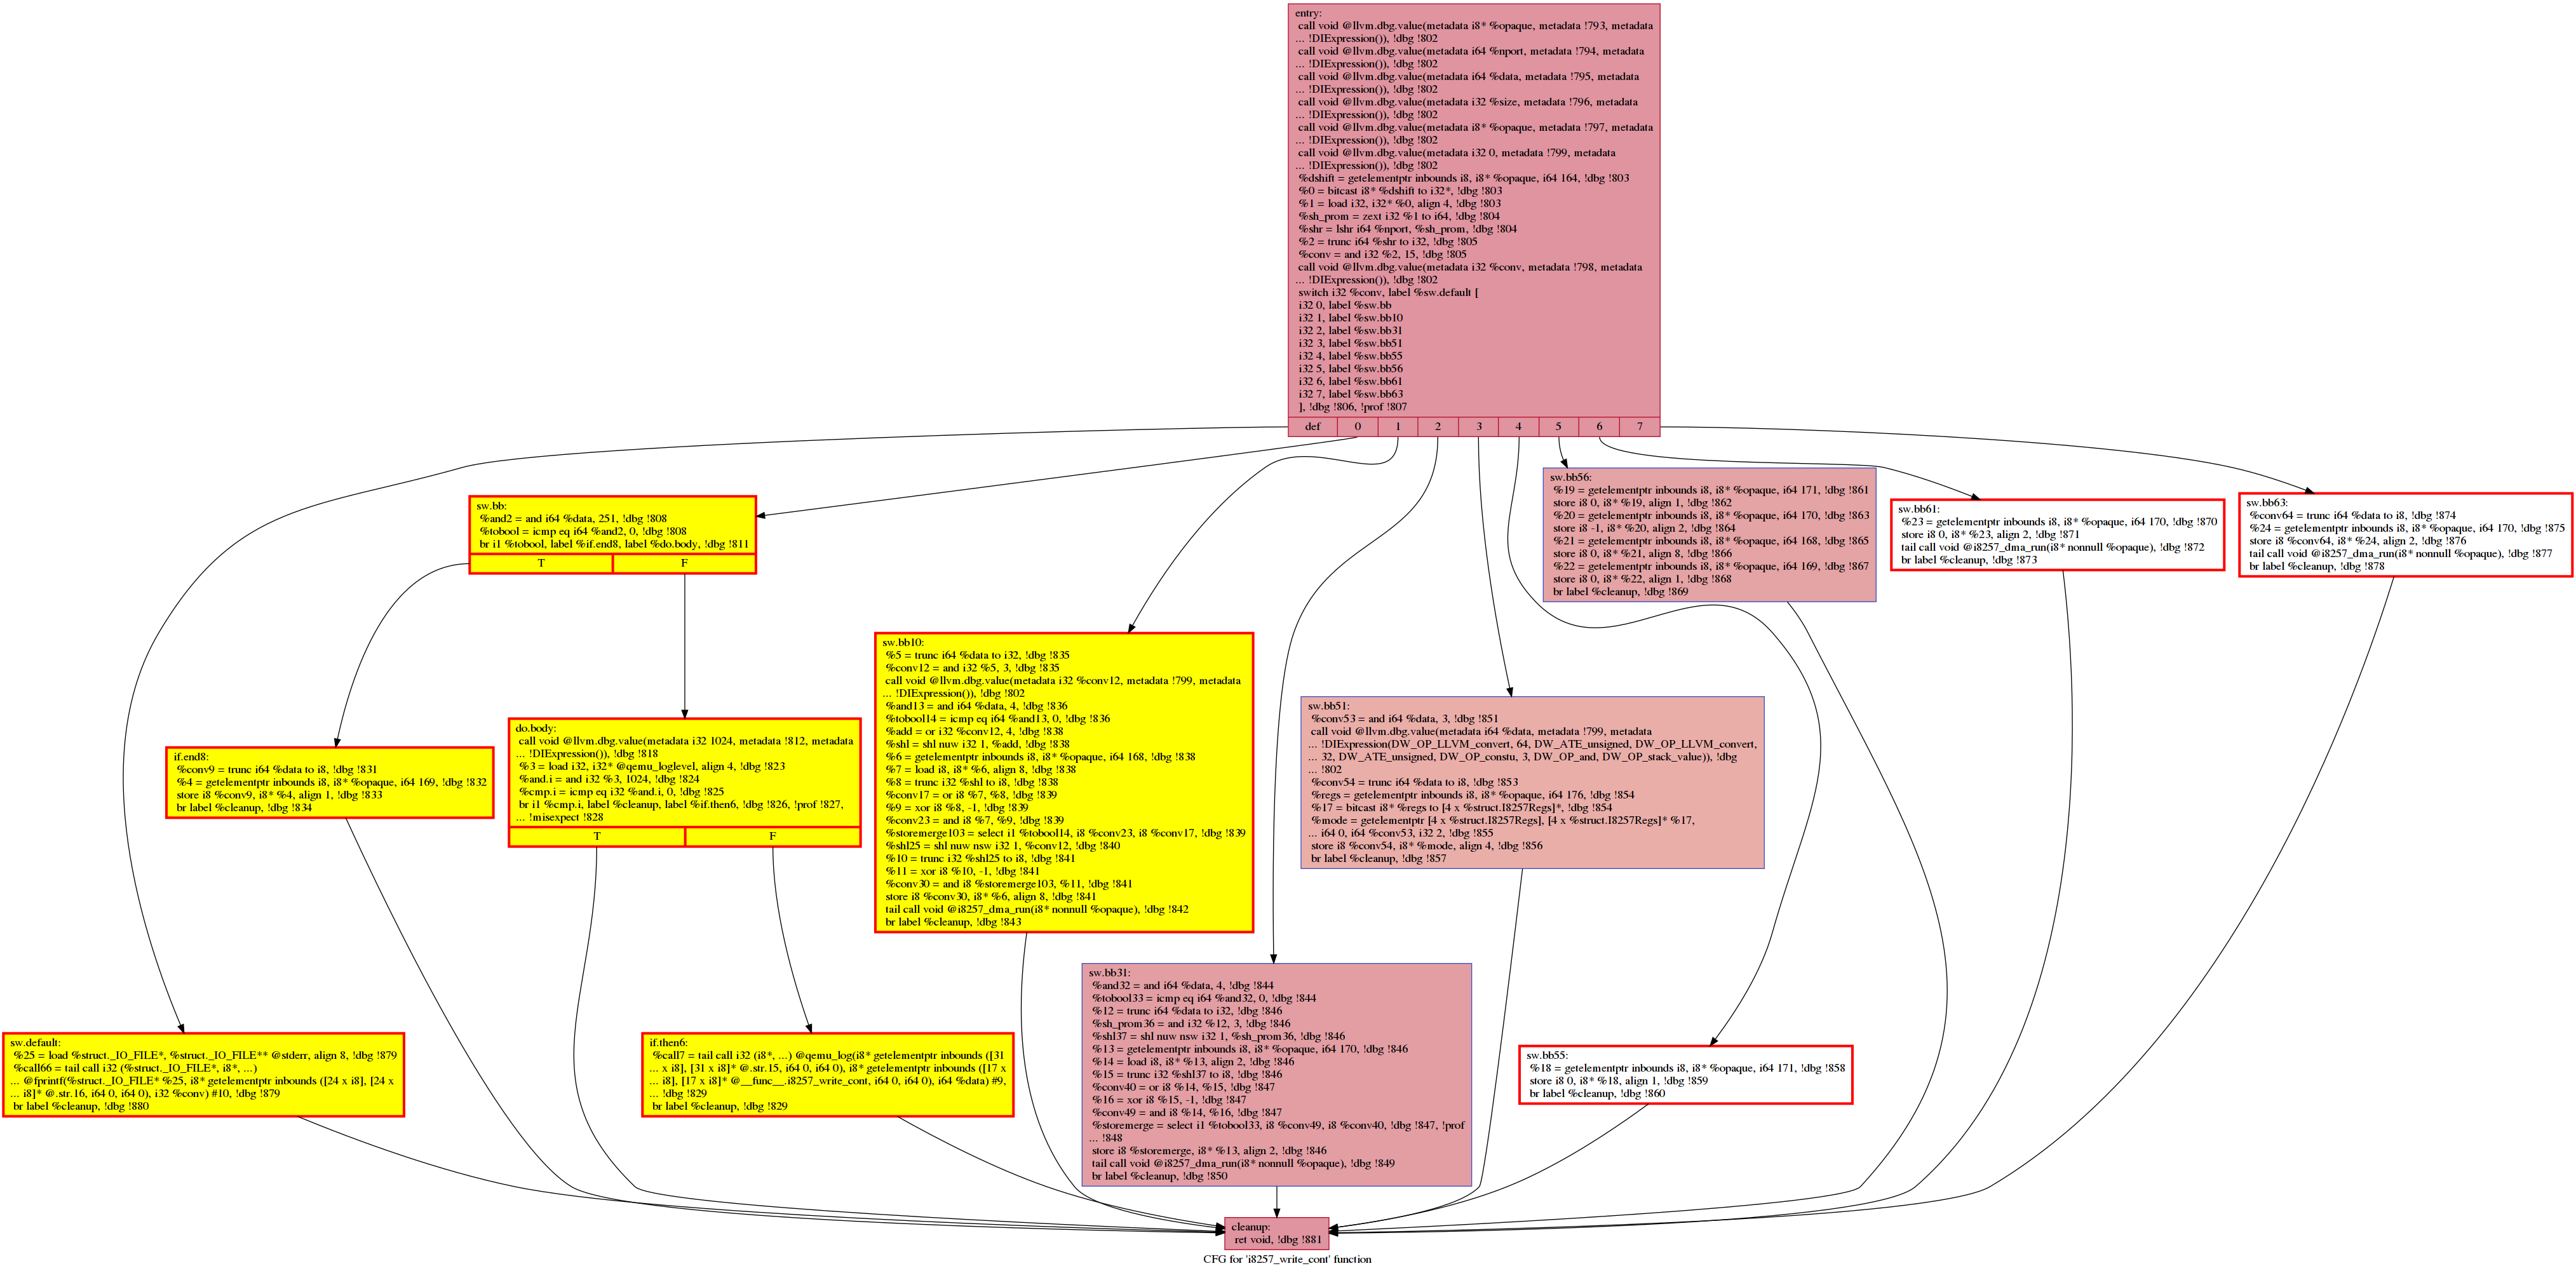 entry:
call void @llvm.dbg.value(metadata i8* %opaque, metadata !793, metadata
... !DIExpression()), !dbg !802
call void @llvm.dbg.value(metadata i64 %nport, metadata !794, metadata
... !DIExpression()), !dbg !802
call void @llvm.dbg.value(metadata i64 %data, metadata !795, metadata
... !DIExpression()), !dbg !802
call void @llvm.dbg.value(metadata i32 %size, metadata !796, metadata
... !DIExpression()), !dbg !802
call void @llvm.dbg.value(metadata i8* %opaque, metadata !797, metadata
... !DIExpression()), !dbg !802
call void @llvm.dbg.value(metadata i32 0, metadata !799, metadata
... !DIExpression()), !dbg !802
%dshift = getelementptr inbounds i8, i8* %opaque, i64 164, !dbg !803
%0 = bitcast i8* %dshift to i32*, !dbg !803
%1 = load i32, i32* %0, align 4, !dbg !803
%sh_prom = zext i32 %1 to i64, !dbg !804
%shr = lshr i64 %nport, %sh_prom, !dbg !804
%2 = trunc i64 %shr to i32, !dbg !805
%conv = and i32 %2, 15, !dbg !805
call void @llvm.dbg.value(metadata i32 %conv, metadata !798, metadata
... !DIExpression()), !dbg !802
switch i32 %conv, label %sw.default [
i32 0, label %sw.bb
i32 1, label %sw.bb10
i32 2, label %sw.bb31
i32 3, label %sw.bb51
i32 4, label %sw.bb55
i32 5, label %sw.bb56
i32 6, label %sw.bb61
i32 7, label %sw.bb63
], !dbg !806, !prof !807
def 0 1 2 3 4 5 6 7
sw.bb:
%and2 = and i64 %data, 251, !dbg !808
%tobool = icmp eq i64 %and2, 0, !dbg !808
br i1 %tobool, label %if.end8, label %do.body, !dbg !811
T F
sw.bb56:
%19 = getelementptr inbounds i8, i8* %opaque, i64 171, !dbg !861
store i8 0, i8* %19, align 1, !dbg !862
%20 = getelementptr inbounds i8, i8* %opaque, i64 170, !dbg !863
store i8 -1, i8* %20, align 2, !dbg !864
%21 = getelementptr inbounds i8, i8* %opaque, i64 168, !dbg !865
store i8 0, i8* %21, align 8, !dbg !866
%22 = getelementptr inbounds i8, i8* %opaque, i64 169, !dbg !867
store i8 0, i8* %22, align 1, !dbg !868
br label %cleanup, !dbg !869
sw.bb61:
%23 = getelementptr inbounds i8, i8* %opaque, i64 170, !dbg !870
store i8 0, i8* %23, align 2, !dbg !871
tail call void @i8257_dma_run(i8* nonnull %opaque), !dbg !872
br label %cleanup, !dbg !873
sw.bb63:
%conv64 = trunc i64 %data to i8, !dbg !874
%24 = getelementptr inbounds i8, i8* %opaque, i64 170, !dbg !875
store i8 %conv64, i8* %24, align 2, !dbg !876
tail call void @i8257_dma_run(i8* nonnull %opaque), !dbg !877
br label %cleanup, !dbg !878
if.end8:
%conv9 = trunc i64 %data to i8, !dbg !831
%4 = getelementptr inbounds i8, i8* %opaque, i64 169, !dbg !832
store i8 %conv9, i8* %4, align 1, !dbg !833
br label %cleanup, !dbg !834
do.body:
call void @llvm.dbg.value(metadata i32 1024, metadata !812, metadata
... !DIExpression()), !dbg !818
%3 = load i32, i32* @qemu_loglevel, align 4, !dbg !823
%and.i = and i32 %3, 1024, !dbg !824
%cmp.i = icmp eq i32 %and.i, 0, !dbg !825
br i1 %cmp.i, label %cleanup, label %if.then6, !dbg !826, !prof !827,
... !misexpect !828
T F
sw.bb10:
%5 = trunc i64 %data to i32, !dbg !835
%conv12 = and i32 %5, 3, !dbg !835
call void @llvm.dbg.value(metadata i32 %conv12, metadata !799, metadata
... !DIExpression()), !dbg !802
%and13 = and i64 %data, 4, !dbg !836
%tobool14 = icmp eq i64 %and13, 0, !dbg !836
%add = or i32 %conv12, 4, !dbg !838
%shl = shl nuw i32 1, %add, !dbg !838
%6 = getelementptr inbounds i8, i8* %opaque, i64 168, !dbg !838
%7 = load i8, i8* %6, align 8, !dbg !838
%8 = trunc i32 %shl to i8, !dbg !838
%conv17 = or i8 %7, %8, !dbg !839
%9 = xor i8 %8, -1, !dbg !839
%conv23 = and i8 %7, %9, !dbg !839
%storemerge103 = select i1 %tobool14, i8 %conv23, i8 %conv17, !dbg !839
%shl25 = shl nuw nsw i32 1, %conv12, !dbg !840
%10 = trunc i32 %shl25 to i8, !dbg !841
%11 = xor i8 %10, -1, !dbg !841
%conv30 = and i8 %storemerge103, %11, !dbg !841
store i8 %conv30, i8* %6, align 8, !dbg !841
tail call void @i8257_dma_run(i8* nonnull %opaque), !dbg !842
br label %cleanup, !dbg !843
sw.bb51:
%conv53 = and i64 %data, 3, !dbg !851
call void @llvm.dbg.value(metadata i64 %data, metadata !799, metadata
... !DIExpression(DW_OP_LLVM_convert, 64, DW_ATE_unsigned, DW_OP_LLVM_convert,
... 32, DW_ATE_unsigned, DW_OP_constu, 3, DW_OP_and, DW_OP_stack_value)), !dbg
... !802
%conv54 = trunc i64 %data to i8, !dbg !853
%regs = getelementptr inbounds i8, i8* %opaque, i64 176, !dbg !854
%17 = bitcast i8* %regs to [4 x %struct.I8257Regs]*, !dbg !854
%mode = getelementptr [4 x %struct.I8257Regs], [4 x %struct.I8257Regs]* %17,
... i64 0, i64 %conv53, i32 2, !dbg !855
store i8 %conv54, i8* %mode, align 4, !dbg !856
br label %cleanup, !dbg !857
sw.default:
%25 = load %struct._IO_FILE*, %struct._IO_FILE** @stderr, align 8, !dbg !879
%call66 = tail call i32 (%struct._IO_FILE*, i8*, ...)
... @fprintf(%struct._IO_FILE* %25, i8* getelementptr inbounds ([24 x i8], [24 x
... i8]* @.str.16, i64 0, i64 0), i32 %conv) #10, !dbg !879
br label %cleanup, !dbg !880
if.then6:
%call7 = tail call i32 (i8*, ...) @qemu_log(i8* getelementptr inbounds ([31
... x i8], [31 x i8]* @.str.15, i64 0, i64 0), i8* getelementptr inbounds ([17 x
... i8], [17 x i8]* @__func__.i8257_write_cont, i64 0, i64 0), i64 %data) #9,
... !dbg !829
br label %cleanup, !dbg !829
sw.bb31:
%and32 = and i64 %data, 4, !dbg !844
%tobool33 = icmp eq i64 %and32, 0, !dbg !844
%12 = trunc i64 %data to i32, !dbg !846
%sh_prom36 = and i32 %12, 3, !dbg !846
%shl37 = shl nuw nsw i32 1, %sh_prom36, !dbg !846
%13 = getelementptr inbounds i8, i8* %opaque, i64 170, !dbg !846
%14 = load i8, i8* %13, align 2, !dbg !846
%15 = trunc i32 %shl37 to i8, !dbg !846
%conv40 = or i8 %14, %15, !dbg !847
%16 = xor i8 %15, -1, !dbg !847
%conv49 = and i8 %14, %16, !dbg !847
%storemerge = select i1 %tobool33, i8 %conv49, i8 %conv40, !dbg !847, !prof
... !848
store i8 %storemerge, i8* %13, align 2, !dbg !846
tail call void @i8257_dma_run(i8* nonnull %opaque), !dbg !849
br label %cleanup, !dbg !850
sw.bb55:
%18 = getelementptr inbounds i8, i8* %opaque, i64 171, !dbg !858
store i8 0, i8* %18, align 1, !dbg !859
br label %cleanup, !dbg !860
cleanup:
ret void, !dbg !881
CFG for 'i8257_write_cont' function